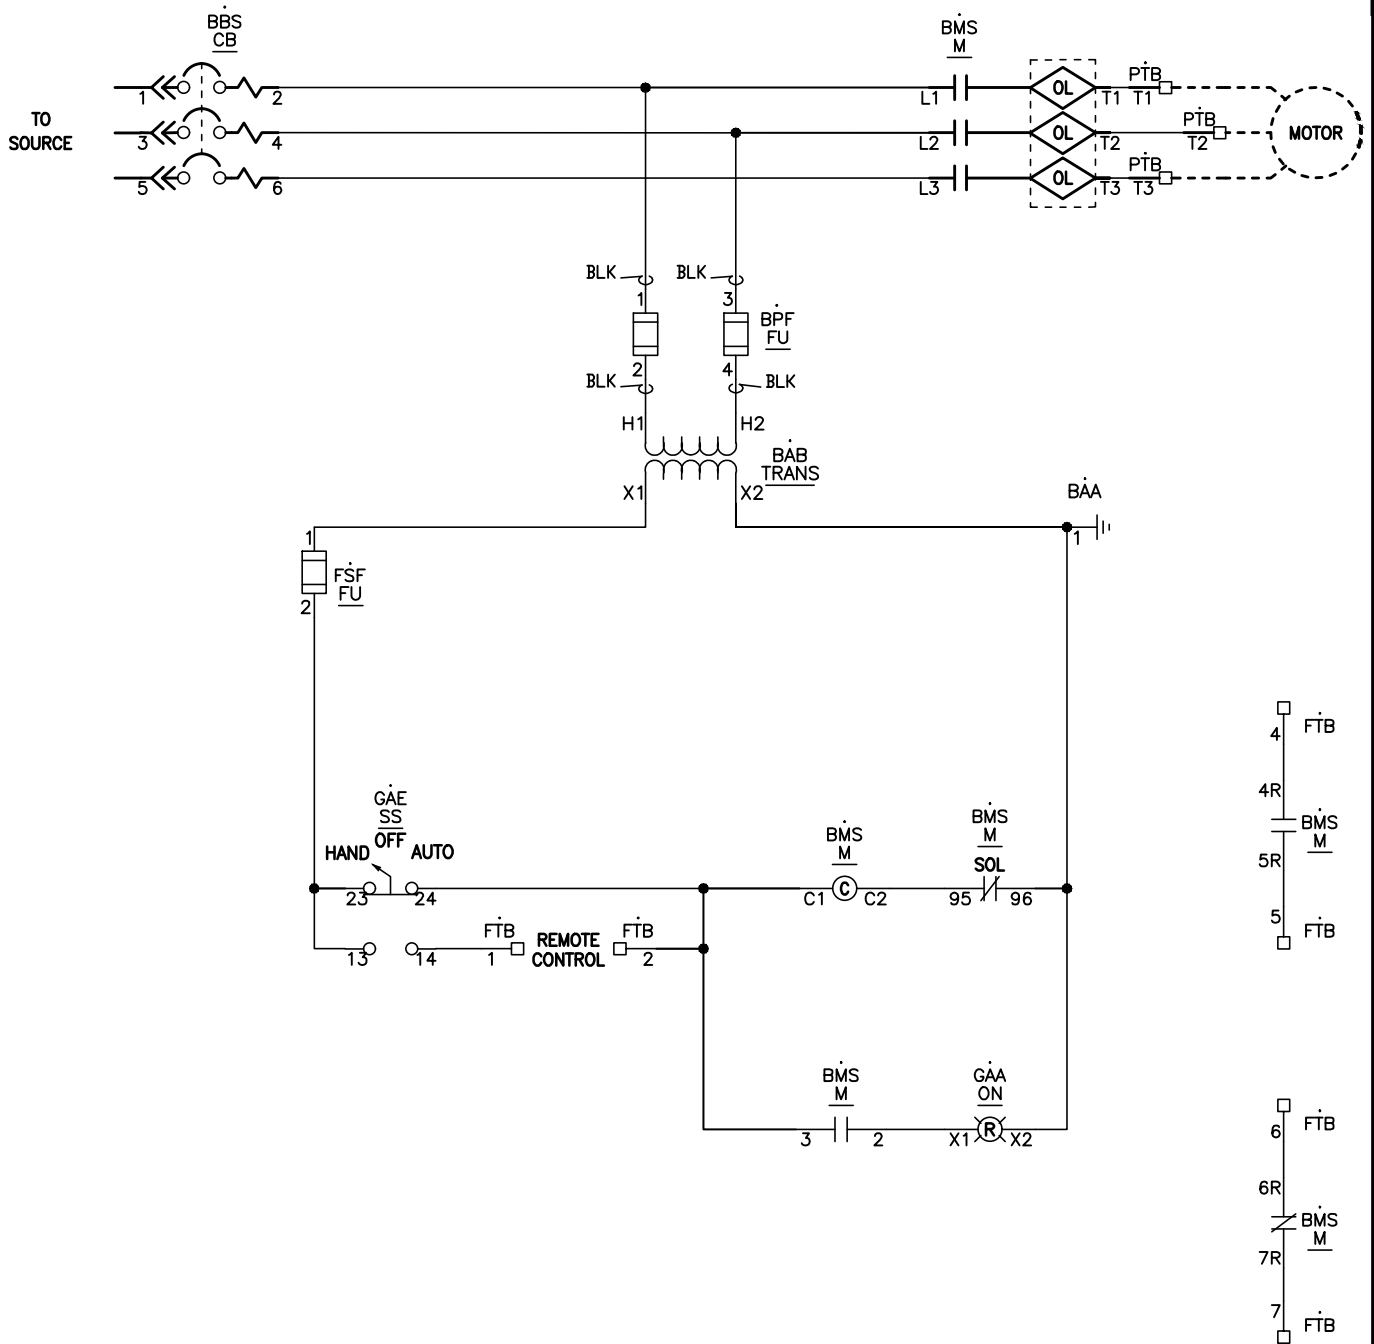 BBS
CB
BMS
M
TO
SOURCE
1
2
L1
OL
T1
PTB
T1
3
4
L2
OL
T2
PTB
T2
MOTOR
5
6
L3
OL
T3
PTB
T3
BLK
BLK
1
3
BPF
FU
2
4
BLK
BLK
H1
H2
BAB
TRANS
X1
X2
BAA
1
1
FSF
FU
2
4
FTB
4R
BMS
M
5R
5
FTB
GAE
SS
HAND
OFF
AUTO
23
24
BMS
M
C1
C
C2
BMS
M
SOL
95
96
13
14
FTB
1
REMOTE
CONTROL
FTB
2
BMS
M
3
2
GAA
ON
X1
R
X2
6
FTB
6R
BMS
M
7R
7
FTB